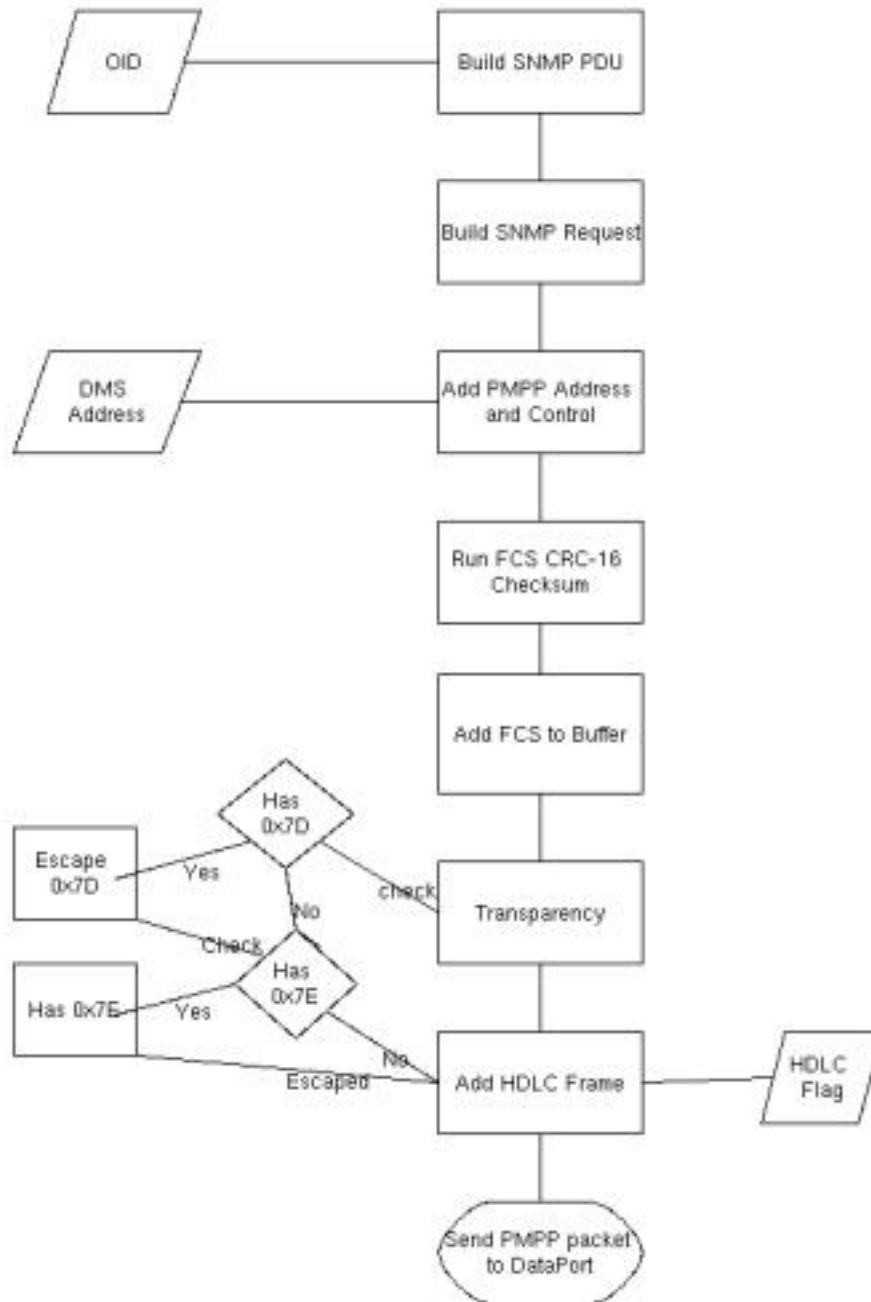 OID
Build SNMP PDU
Build SNMP Request
DMS
Address
Add PMPP Address
and Control
Run FCS CRC-16
Checksum
Add FCS to Buffer
Has
0x7D
Escape
0x7D
Yes
check
Transparency
No
Check
Has
0x7E
Has 0x7E
Yes
No
Escaped
Add HDLC Frame
HDLC
Flag
Send PMPP packet
to DataPort